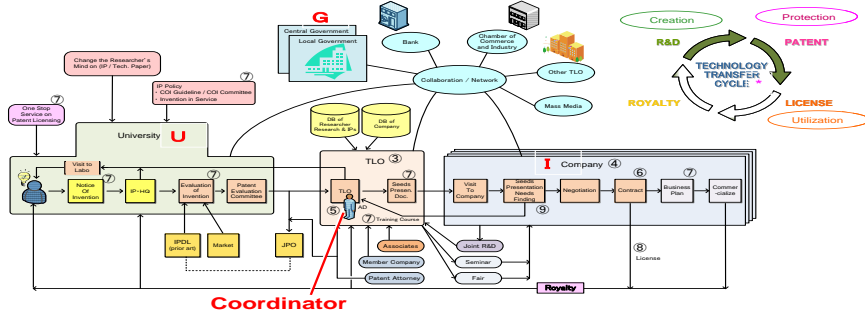 G
Central Government
Local Government
Bank
Chamber of
Commerce
and Industry
Collaboration / Network
Other TLO
Mass Media
Creation
Protection
R&D
PATENT
TECHNOLOGY
TRANSFER
CYCLE *
ROYALTY
LICENSE
Utilization
Change the Researcher's
Mind on (IP / Tech. Paper)
⑦
One Stop
Service on
Patent Licensing
⑦
IP Policy
・COI Guideline / COI Committee
・Invention in Service
University
U
DB of
Researcher
Research & IPs
DB of
Company
TLO ③
I
Company ④
Visit to
Labo
Notice
Of
Invention
⑦
IP-HQ
Evaluation
of
Invention
⑦
Patent
Evaluation
Committee
TLO
⑤
AD
Seeds
Presen.
Doc.
⑦
⑦ Training Course
Visit
To
Company
Seeds
Presentation
Needs
Finding
⑨
Negotiation
Contract
⑥
Business
Plan
⑦
Commer
-cialize
IPDL
(prior art)
Market
JPO
Associates
Member Company
Patent Attorney
Joint R&D
Seminar
Fair
⑧
License
Royalty
Coordinator